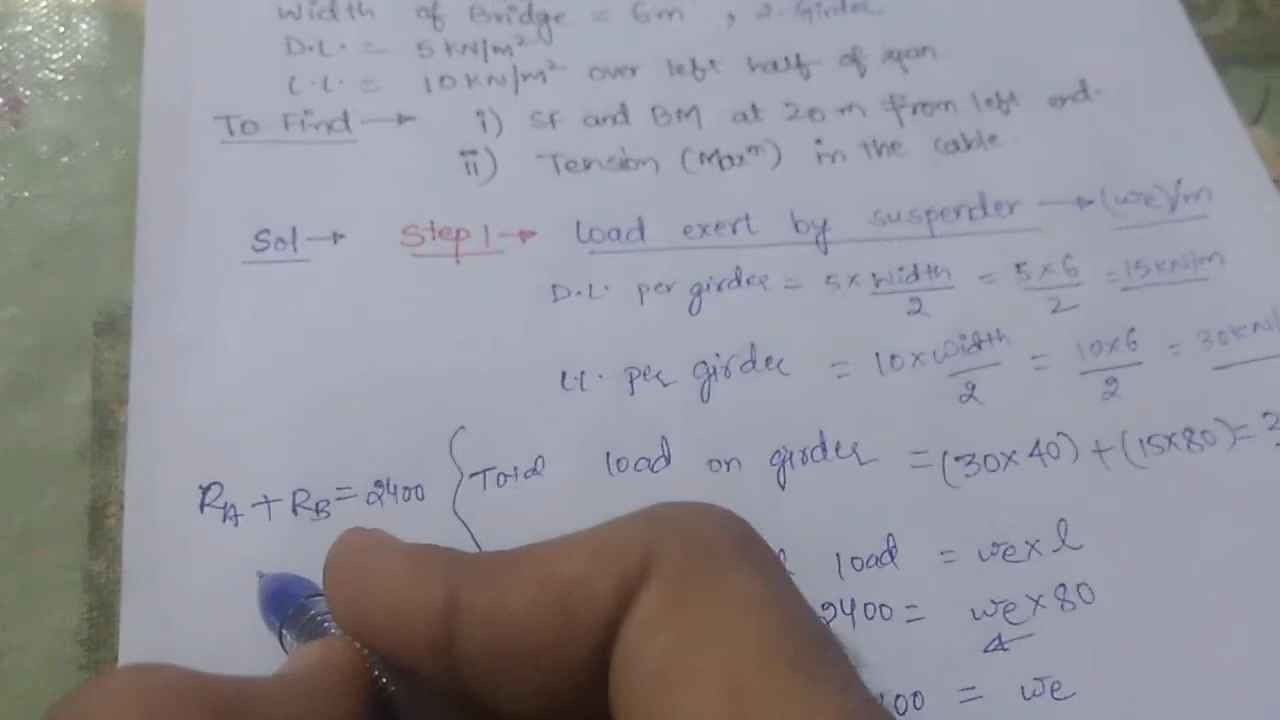 Width of Bridge = 6m , 2-Girder
D.L. = 5 KN/m²
L.L. = 10 KN/m² over left half of span
To Find → i) SF and BM at 20 m from left end.
ii) Tension (Maxᵐ) in the cable.
Sol → Step 1 → Load exert by suspender → (we)/m
D.L. per girder = 5 x Width/2 = 5 x 6/2 = 15 KN/m
L.L. per girder = 10 x Width/2 = 10 x 6/2 = 30 KN/
RA + RB = 2400 { Total load on girder = (30 x 40) + (15 x 80) = 2
load = we x l
2400 = we x 80
00 = we